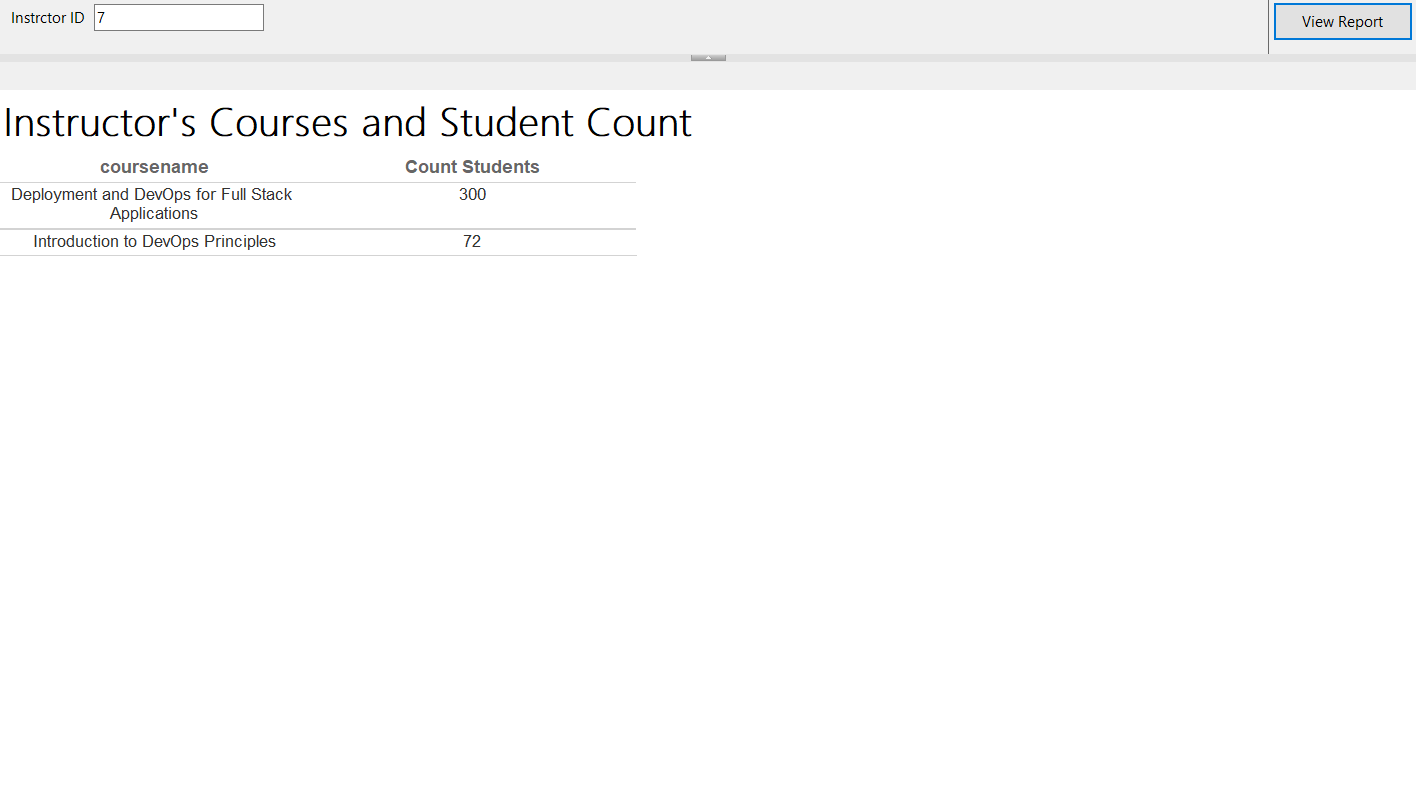 Instrctor ID 7 View Report
Instructor's Courses and Student Count
coursename Count Students
Deployment and DevOps for Full Stack 300
Applications
Introduction to DevOps Principles 72